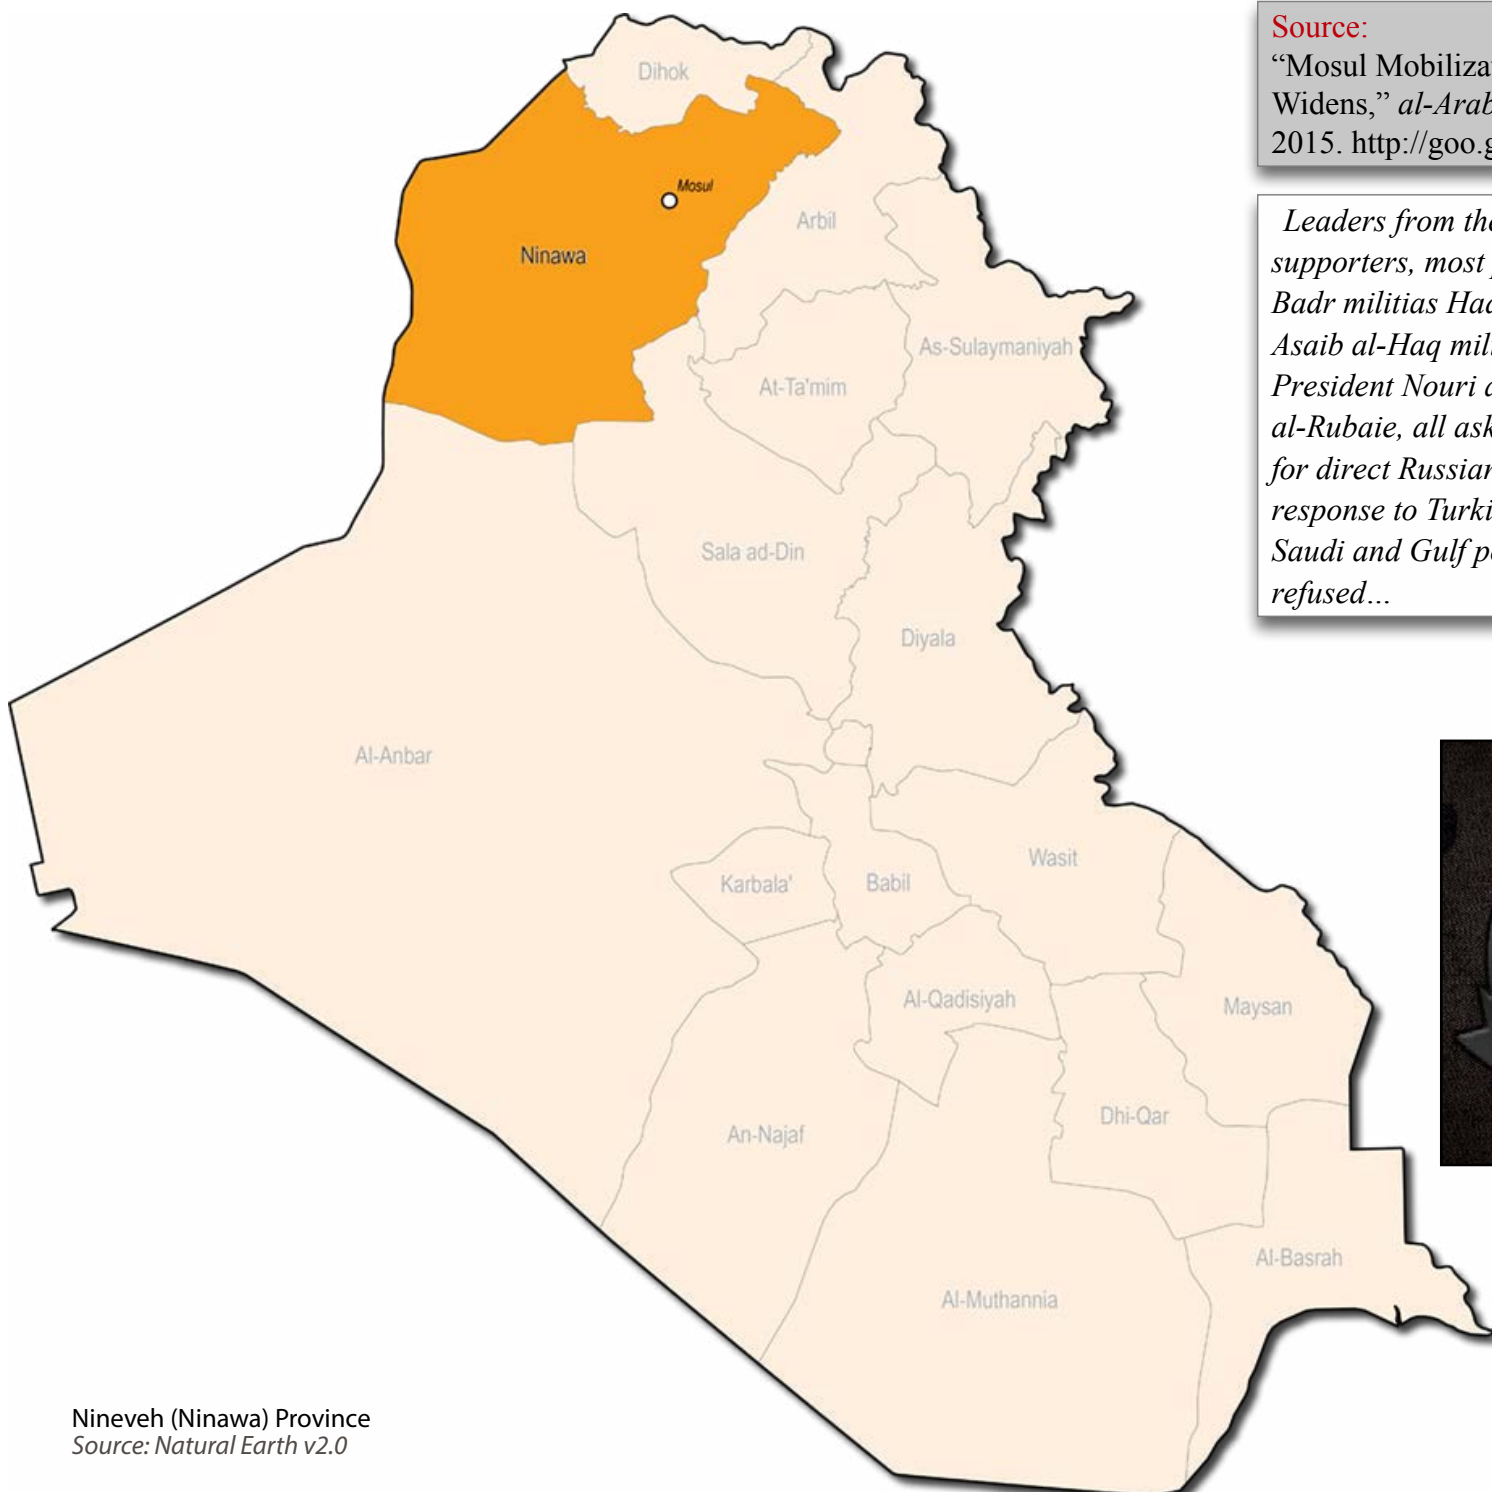 Dihok
Mosul
Ninawa
Arbil
As-Sulaymaniyah
At-Ta'mim
Sala ad-Din
Diyala
Al-Anbar
Wasit
Karbala'
Babil
Al-Qadisiyah
Maysan
Dhi-Qar
An-Najaf
Al-Basrah
Al-Muthannia
Nineveh (Ninawa) Province
Source: Natural Earth v2.0
Source:
“Mosul Mobilizat
Widens,” al-Arab
2015. http://goo.g
Leaders from the
supporters, most
Badr militias Had
Asaib al-Haq mil
President Nouri a
al-Rubaie, all ask
for direct Russian
response to Turki
Saudi and Gulf p
refused...